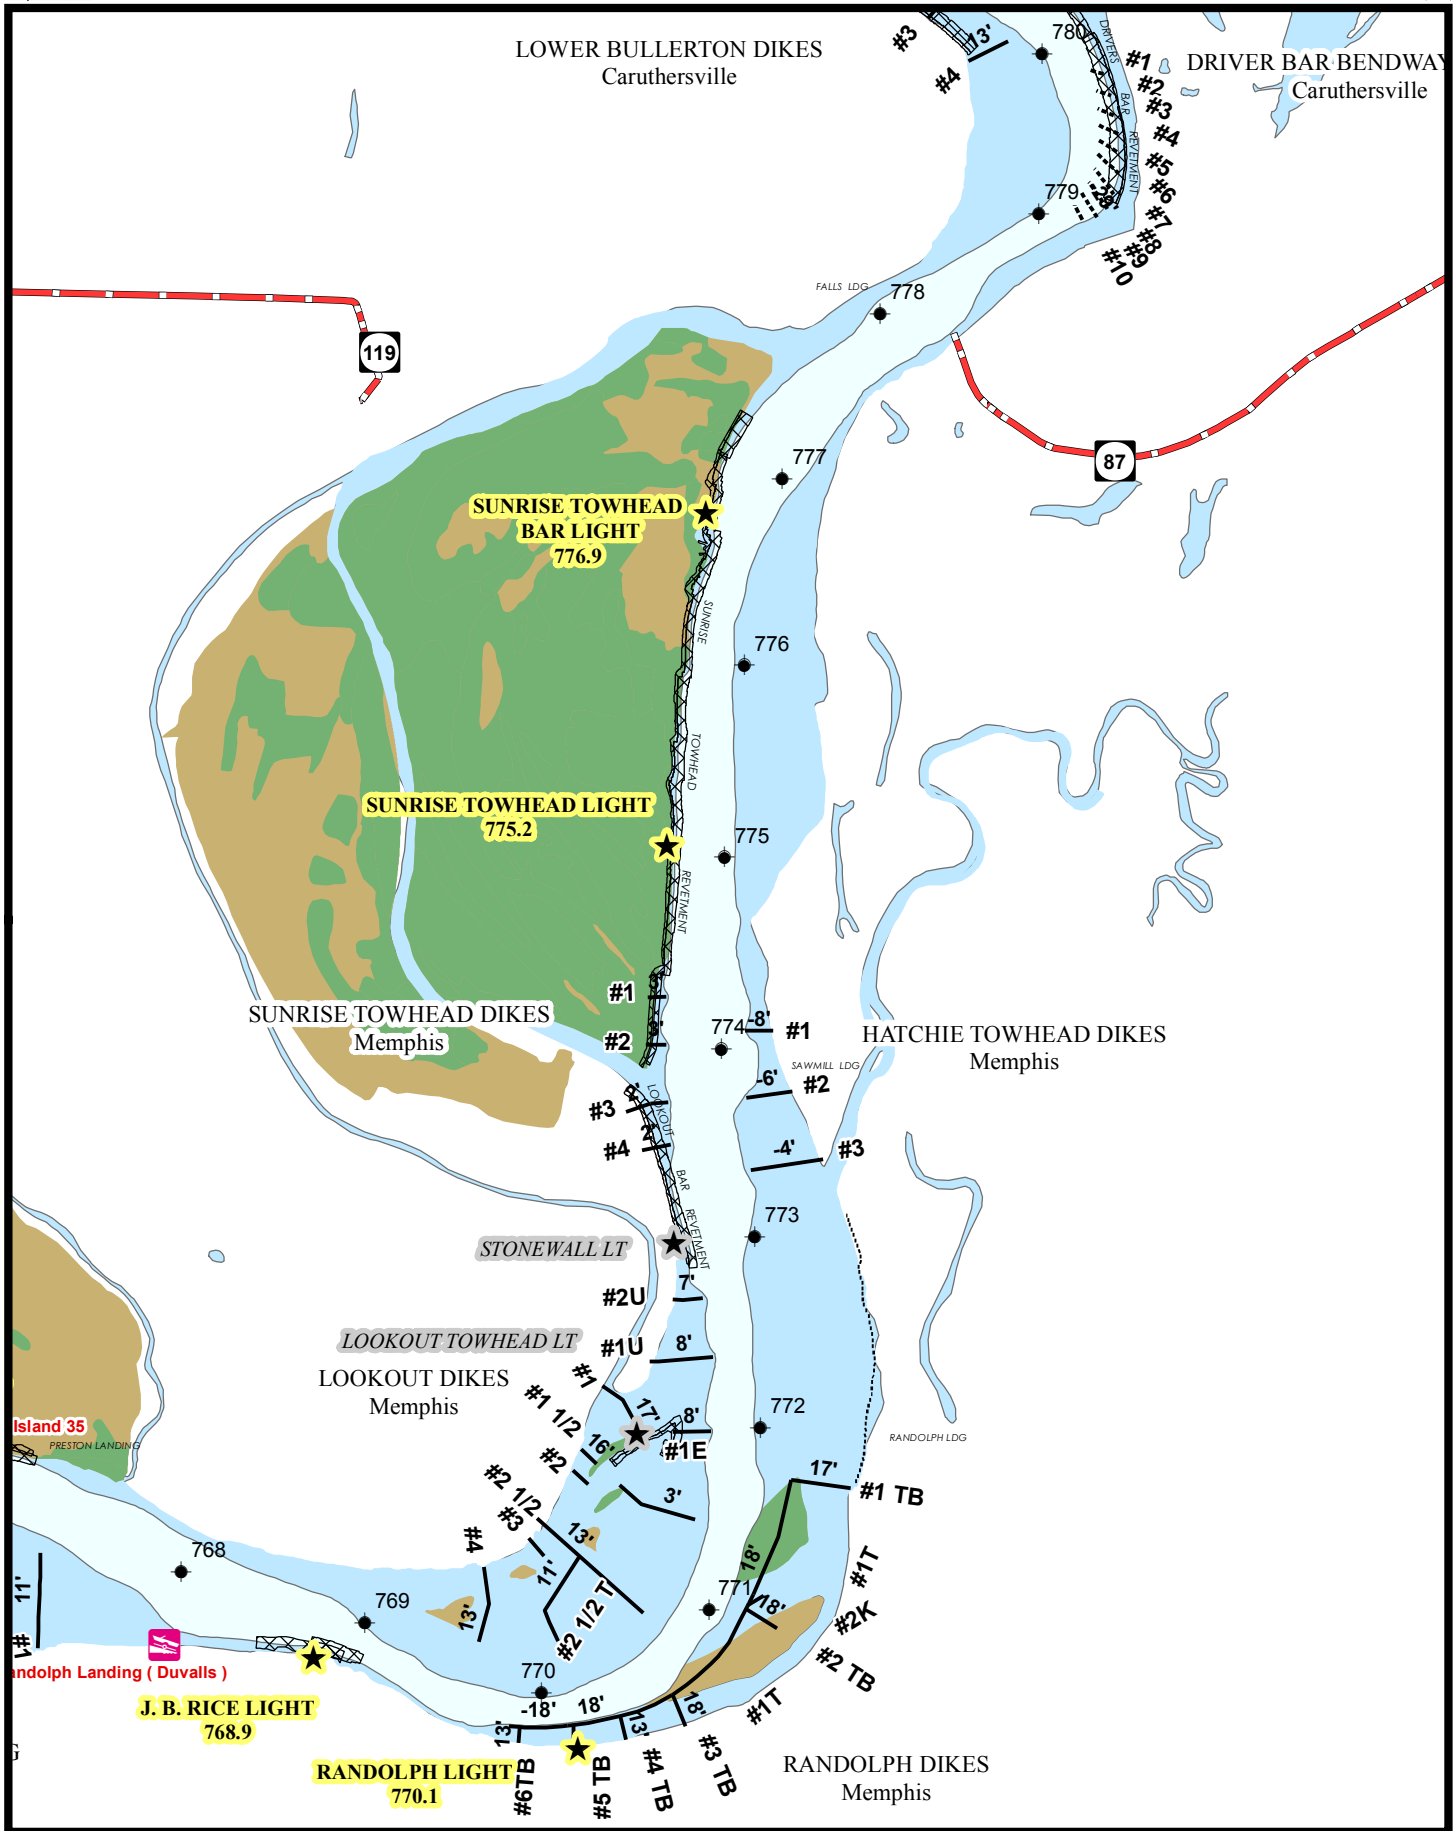 LOWER BULLERTON DIKES
Caruthersville
#3
#4
13'
780
DRIVERS
BAR
REVETMENT
#1
#2
#3
#4
#5
#6
#7
#8
#9
#10
DRIVER BAR BENDWAY
Caruthersville
779
FALLS LDG
778
119
87
777
SUNRISE TOWHEAD
BAR LIGHT
776.9
SUNRISE
776
TOWHEAD
SUNRISE TOWHEAD LIGHT
775.2
775
REVETMENT
#1
3'
#2
3'
SUNRISE TOWHEAD DIKES
Memphis
774
-8'
#1
HATCHIE TOWHEAD DIKES
Memphis
SAWMILL LDG
-6'
#2
#3
LOOKOUT
#4
2'
-4'
#3
BAR
773
REVETMENT
STONEWALL LT
7'
#2U
LOOKOUT TOWHEAD LT
#1U
8'
LOOKOUT DIKES
Memphis
#1
#1 1/2
17'
8'
#1E
772
RANDOLPH LDG
16'
#2
Island 35
PRESTON LANDING
#2 1/2
3'
17'
#1 TB
#3
13'
#4
11'
18'
768
#1T
771
18'
#2K
769
13'
#2 1/2 T
#2 TB
11'
#1
andolph Landing ( Duvalls )
770
#1T
J. B. RICE LIGHT
768.9
-18'
18'
18'
13'
13'
#3 TB
#4 TB
#5 TB
#6TB
RANDOLPH LIGHT
770.1
RANDOLPH DIKES
Memphis
G